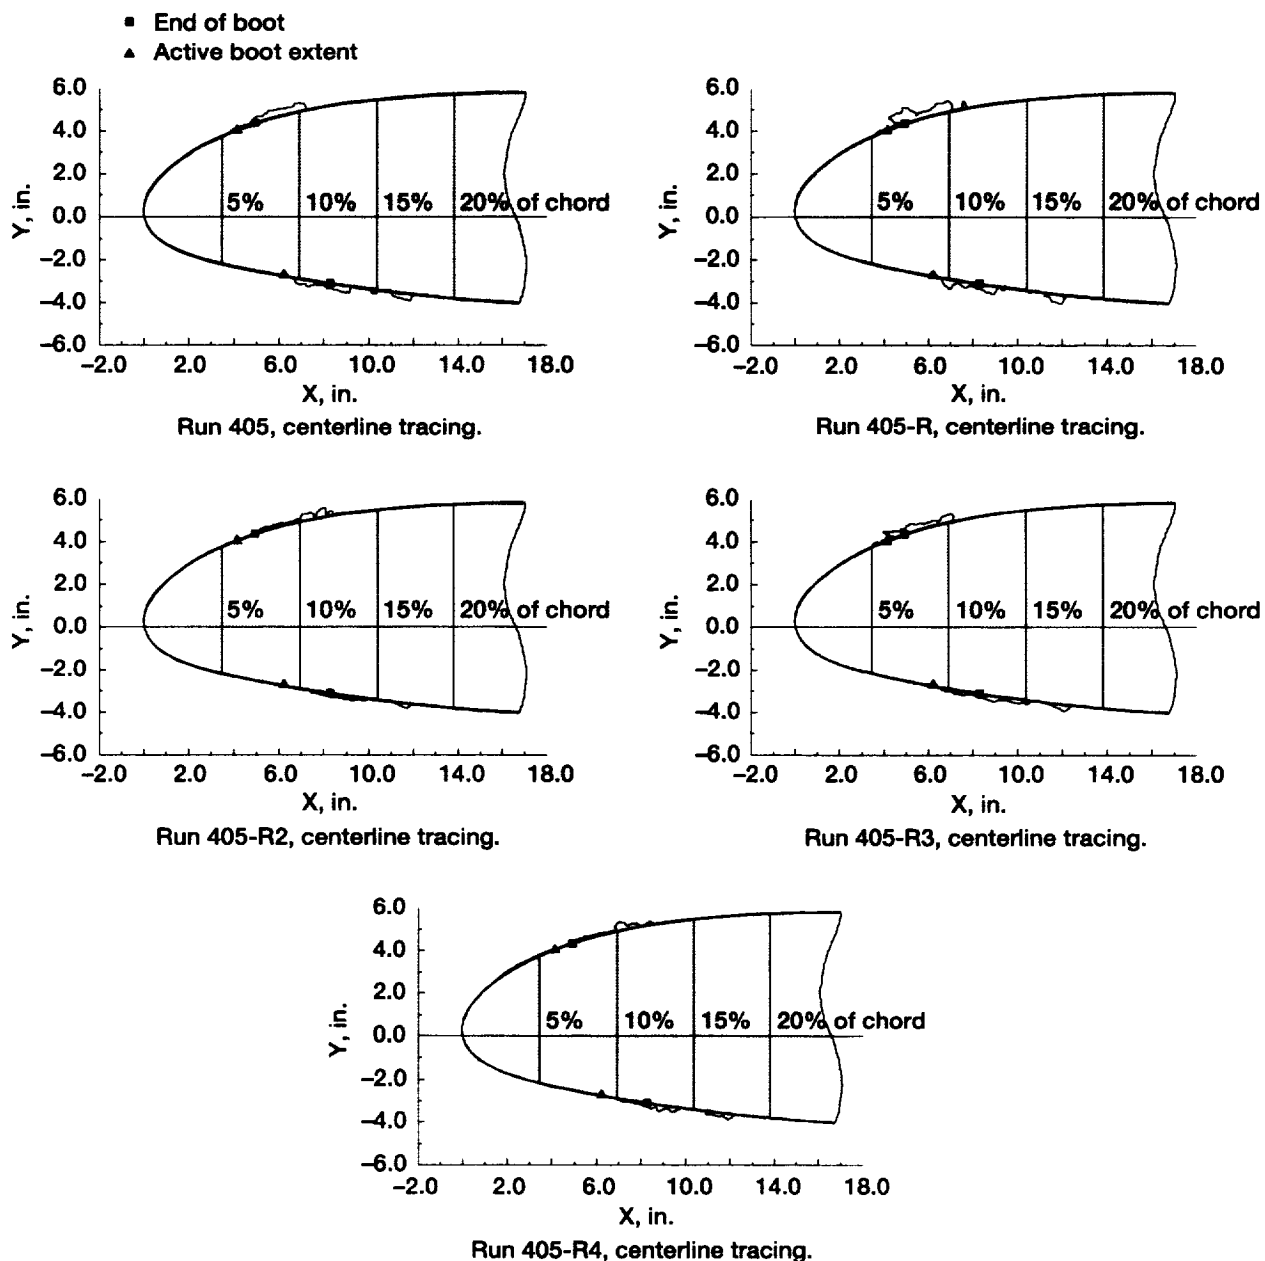 ■ End of boot
▲ Active boot extent
6.0
4.0
2.0
0.0
−2.0
−4.0
−6.0
Y, in.
5%
10%
15%
20% of chord
−2.0 2.0 6.0 10.0 14.0 18.0
X, in.
Run 405, centerline tracing.
6.0
4.0
2.0
0.0
−2.0
−4.0
−6.0
Y, in.
5%
10%
15%
20% of chord
−2.0 2.0 6.0 10.0 14.0 18.0
X, in.
Run 405-R, centerline tracing.
6.0
4.0
2.0
0.0
−2.0
−4.0
−6.0
Y, in.
5%
10%
15%
20% of chord
−2.0 2.0 6.0 10.0 14.0 18.0
X, in.
Run 405-R2, centerline tracing.
6.0
4.0
2.0
0.0
−2.0
−4.0
−6.0
Y, in.
5%
10%
15%
20% of chord
−2.0 2.0 6.0 10.0 14.0 18.0
X, in.
Run 405-R3, centerline tracing.
6.0
4.0
2.0
0.0
−2.0
−4.0
−6.0
Y, in.
5%
10%
15%
20% of chord
−2.0 2.0 6.0 10.0 14.0 18.0
X, in.
Run 405-R4, centerline tracing.